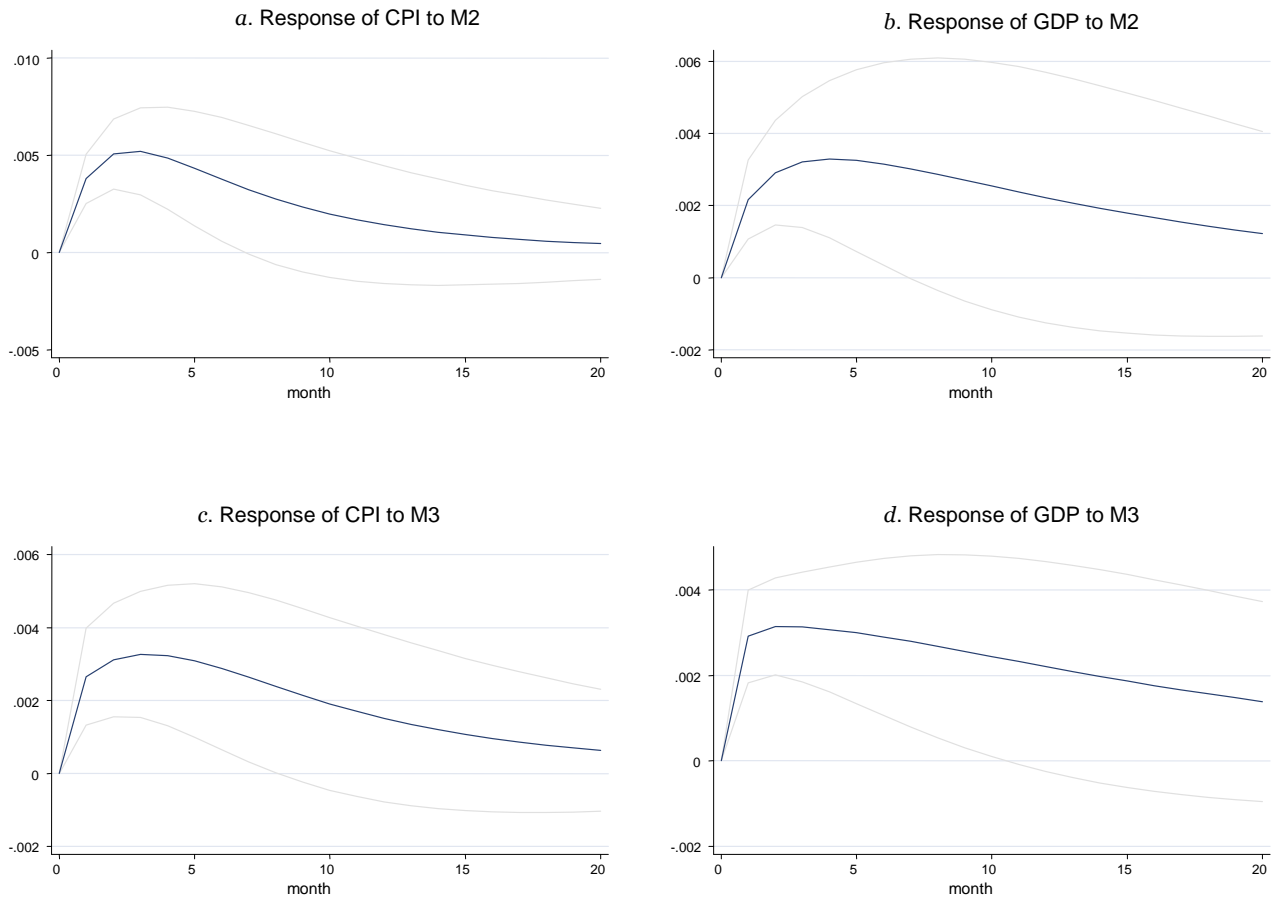 a. Response of CPI to M2
.010
.005
0
-.005
0 5 10 15 20
month
b. Response of GDP to M2
.006
.004
.002
0
-.002
0 5 10 15 20
month
c. Response of CPI to M3
.006
.004
.002
0
-.002
0 5 10 15 20
month
d. Response of GDP to M3
.004
.002
0
-.002
0 5 10 15 20
month